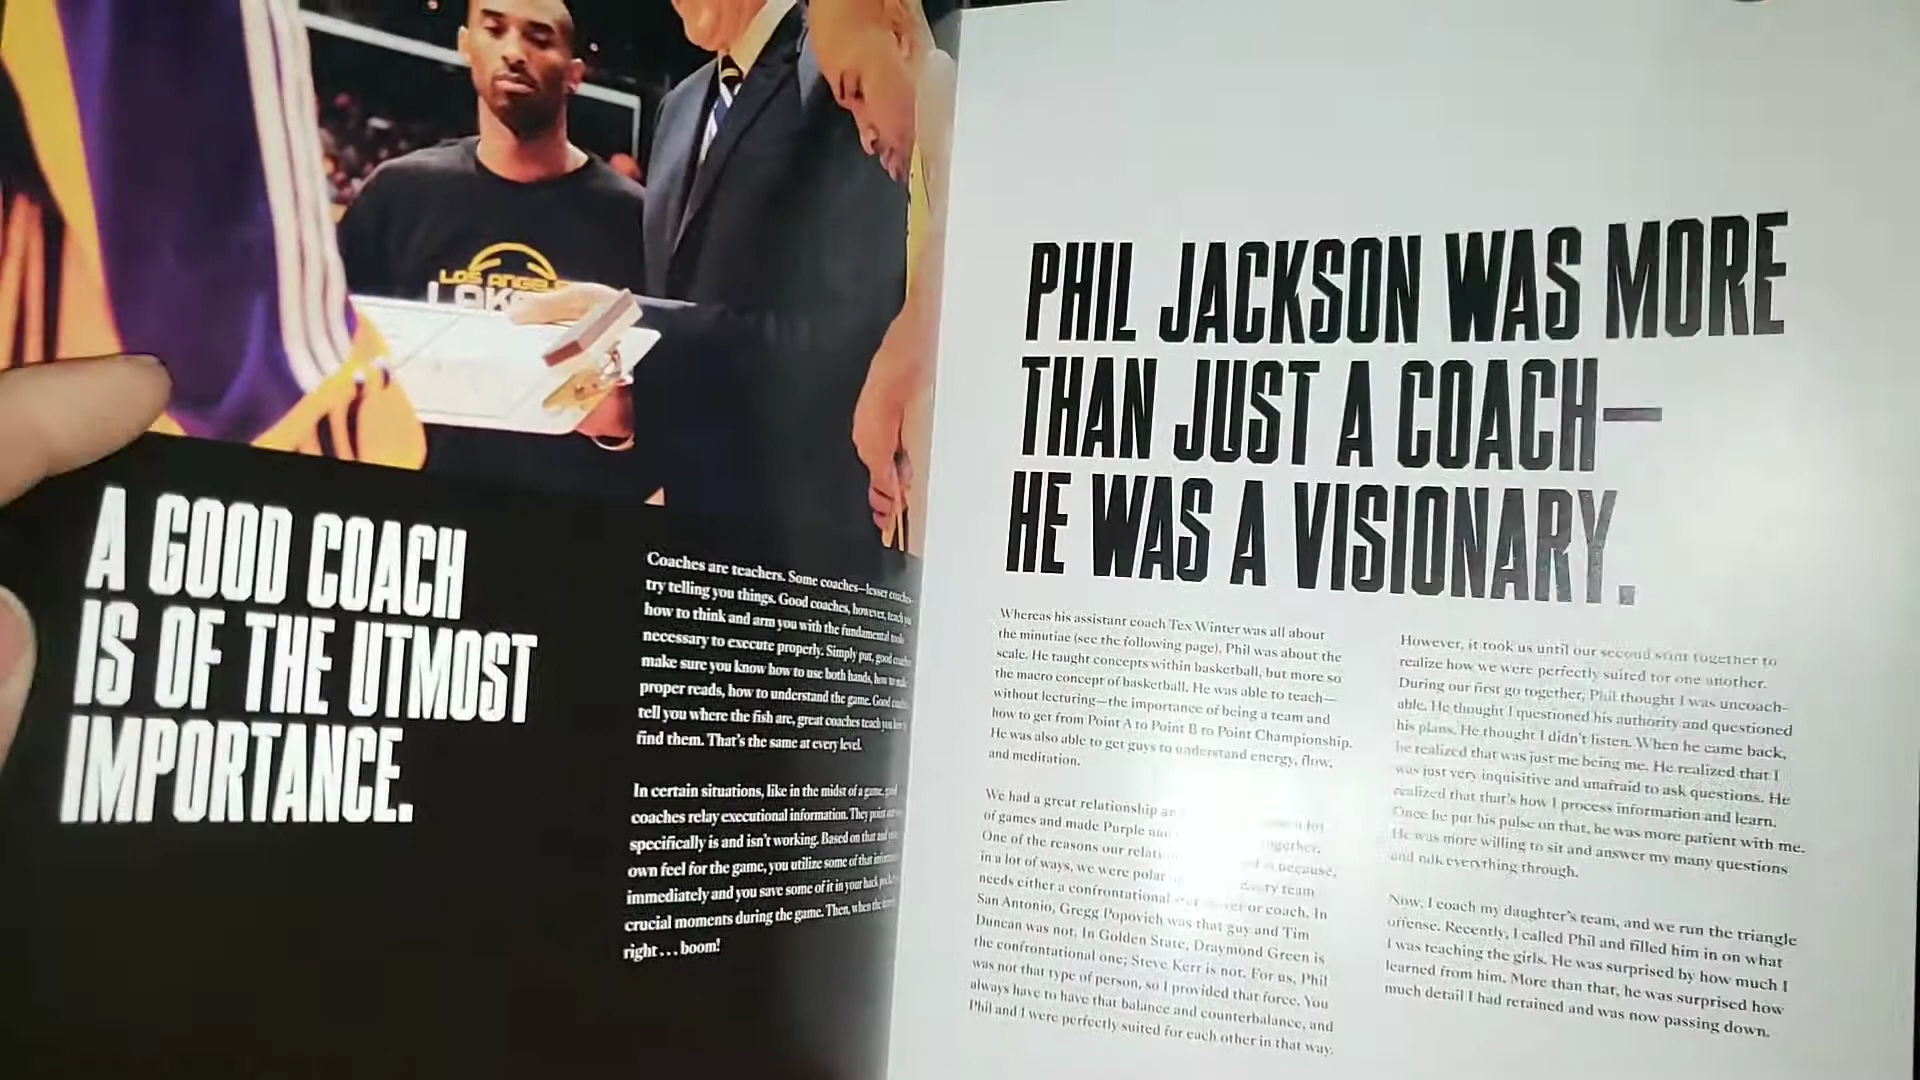 LOS ANGELE
A GOOD COACH
IS OF THE UTMOST
IMPORTANCE.
Coaches are teachers. Some coaches—lesser coaches—
try telling you things. Good coaches, however, teach you
how to think and arm you with the fundamental tools
necessary to execute properly. Simply put, good coaches
make sure you know how to use both hands, how to make
proper reads, how to understand the game. Good coaches
tell you where the fish are, great coaches teach you how to
find them. That's the same at every level.
In certain situations, like in the midst of a game, good
coaches relay executional information. They point out
specifically is and isn't working. Based on that and your
own feel for the game, you utilize some of that information
immediately and you save some of it in your back
crucial moments during the game. Then, when the
right . . . boom!
PHIL JACKSON WAS MORE
THAN JUST A COACH—
HE WAS A VISIONARY.
Whereas his assistant coach Tex Winter was all about
the minutiae (see the following page), Phil was about the
scale. He taught concepts within basketball, but more so
the macro concept of basketball. He was able to teach—
without lecturing—the importance of being a team and
how to get from Point A to Point B to Point Championship.
He was also able to get guys to understand energy, flow,
and meditation.
We had a great relationship
of games and made Purple
One of the reasons our because,
in a lot of ways, we were polar team
needs either a confrontational or coach. In
San Antonio, Gregg Popovich was that guy and Tim
Duncan was not. In Golden State, Draymond Green is
the confrontational one; Steve Kerr is not. For us, Phil
was not that type of person, so I provided that force. You
always have to have that balance and counterbalance, and
Phil and I were perfectly suited for each other in that way.
However, it took us until our second stint together to
realize how we were perfectly suited for one another.
During our first go together, Phil thought I was uncoach-
able. He thought I questioned his authority and questioned
his plans. He thought I didn't listen. When he came back,
he realized that was just me being me. He realized that I
was just very inquisitive and unafraid to ask questions. He
realized that that's how I process information and learn.
Once he put his pulse on that, he was more patient with me.
He was more willing to sit and answer my many questions
and talk everything through.
Now, I coach my daughter's team, and we run the triangle
offense. Recently, I called Phil and filled him in on what
I was teaching the girls. He was surprised by how much I
learned from him. More than that, he was surprised how
much detail I had retained and was now passing down.